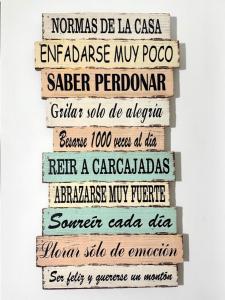 NORMAS DE LA CASA
ENFADARSE MUY POCO
SABER PERDONAR
Gritar solo de alegría
Besarse 1000 veces al día
REIR A CARCAJADAS
ABRAZARSE MUY FUERTE
Sonreír cada día
Llorar sólo de emoción
Ser feliz y quererse un montón